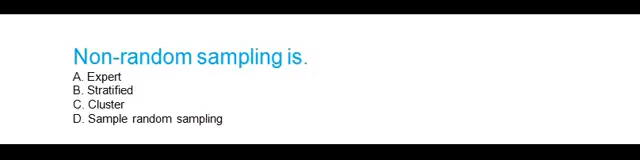 Non-random sampling is.
A. Expert
B. Stratified
C. Cluster
D. Sample random sampling